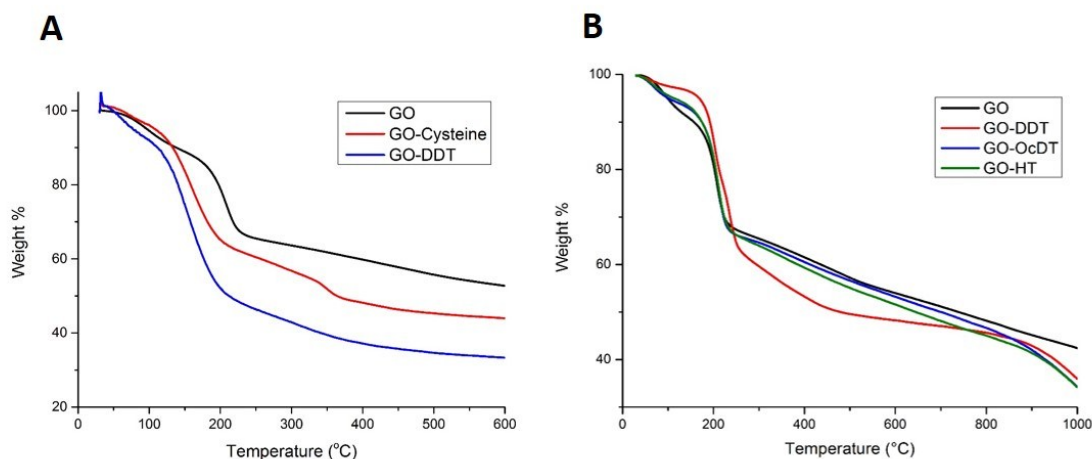 A
GO
GO-Cysteine
GO-DDT
Weight %
100
80
60
40
20
0
100
200
300
400
500
600
Temperature (°C)
B
GO
GO-DDT
GO-OcDT
GO-HT
Weight %
100
80
60
40
0
200
400
600
800
1000
Temperature (°C)